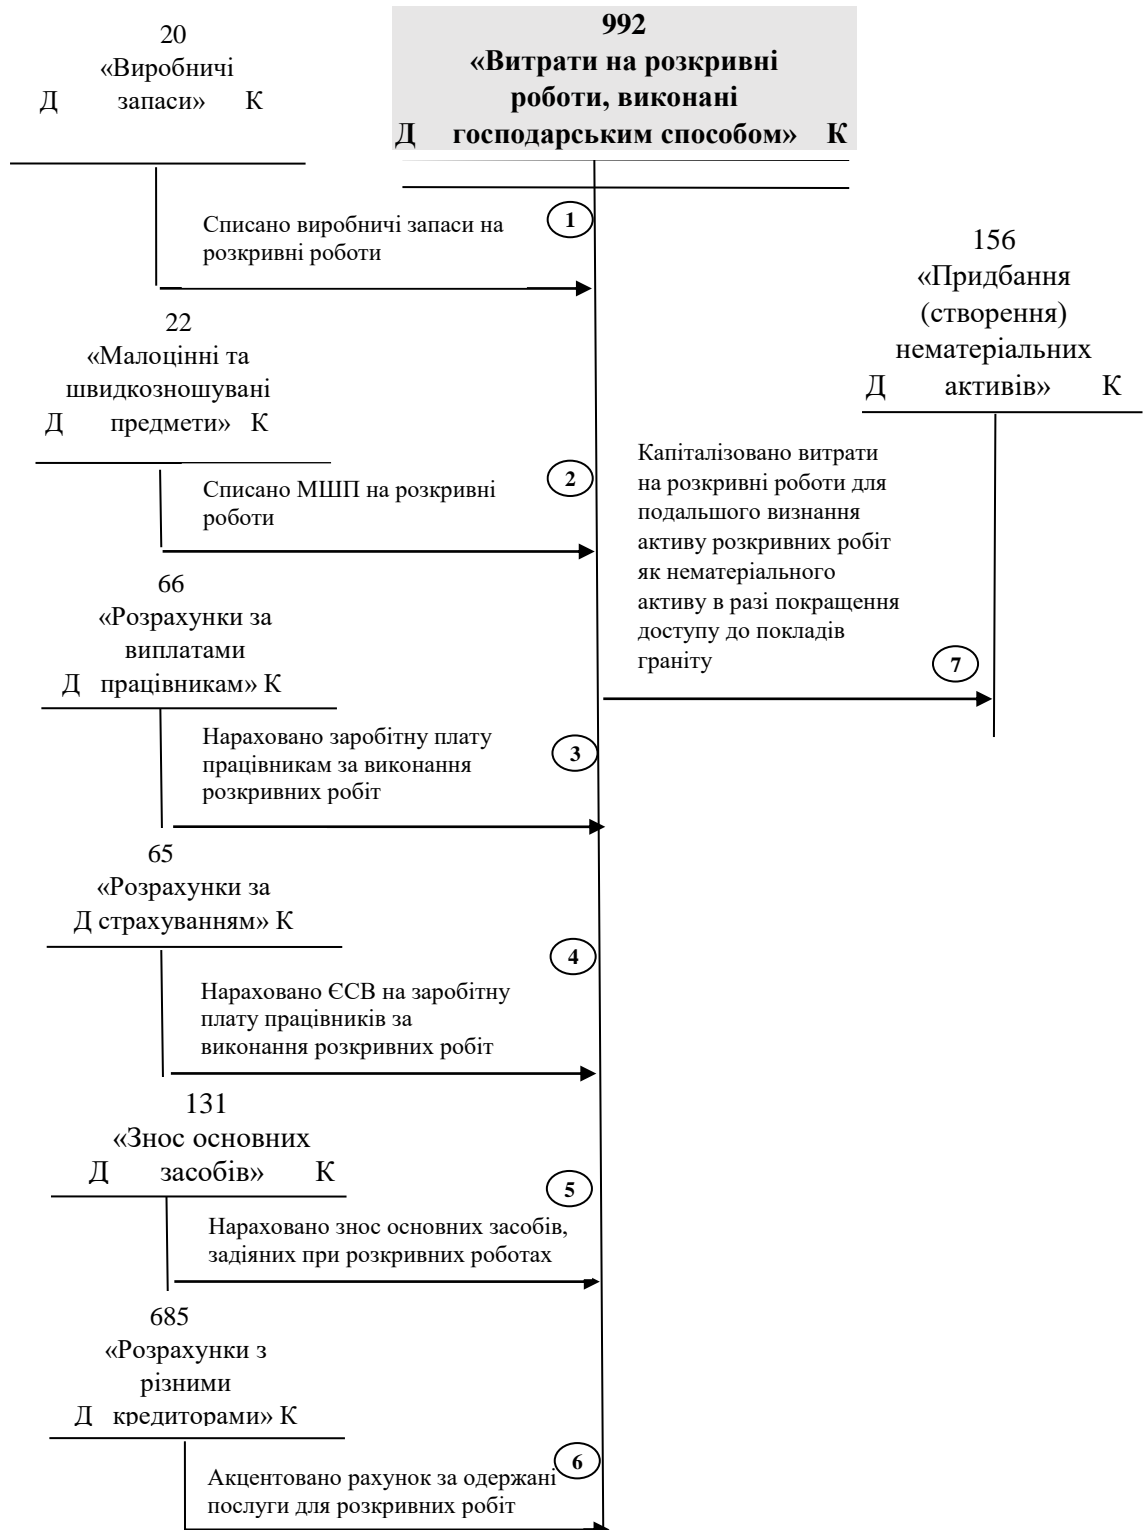 20
«Виробничі
Д запаси» К
992
«Витрати на розкривні
роботи, виконані
Д господарським способом» К
1
Списано виробничі запаси на
розкривні роботи
156
«Придбання
(створення)
нематеріальних
Д активів» К
22
«Малоцінні та
швидкозношувані
Д предмети» К
2
Списано МШП на розкривні
роботи
Капіталізовано витрати
на розкривні роботи для
подальшого визнання
активу розкривних робіт
як нематеріального
активу в разі покращення
доступу до покладів
граніту
7
66
«Розрахунки за
виплатами
Д працівникам» К
3
Нараховано заробітну плату
працівникам за виконання
розкривних робіт
65
«Розрахунки за
Д страхуванням» К
4
Нараховано ЄСВ на заробітну
плату працівників за
виконання розкривних робіт
131
«Знос основних
Д засобів» К
5
Нараховано знос основних засобів,
задіяних при розкривних роботах
685
«Розрахунки з
різними
Д кредиторами» К
6
Акцентовано рахунок за одержані
послуги для розкривних робіт